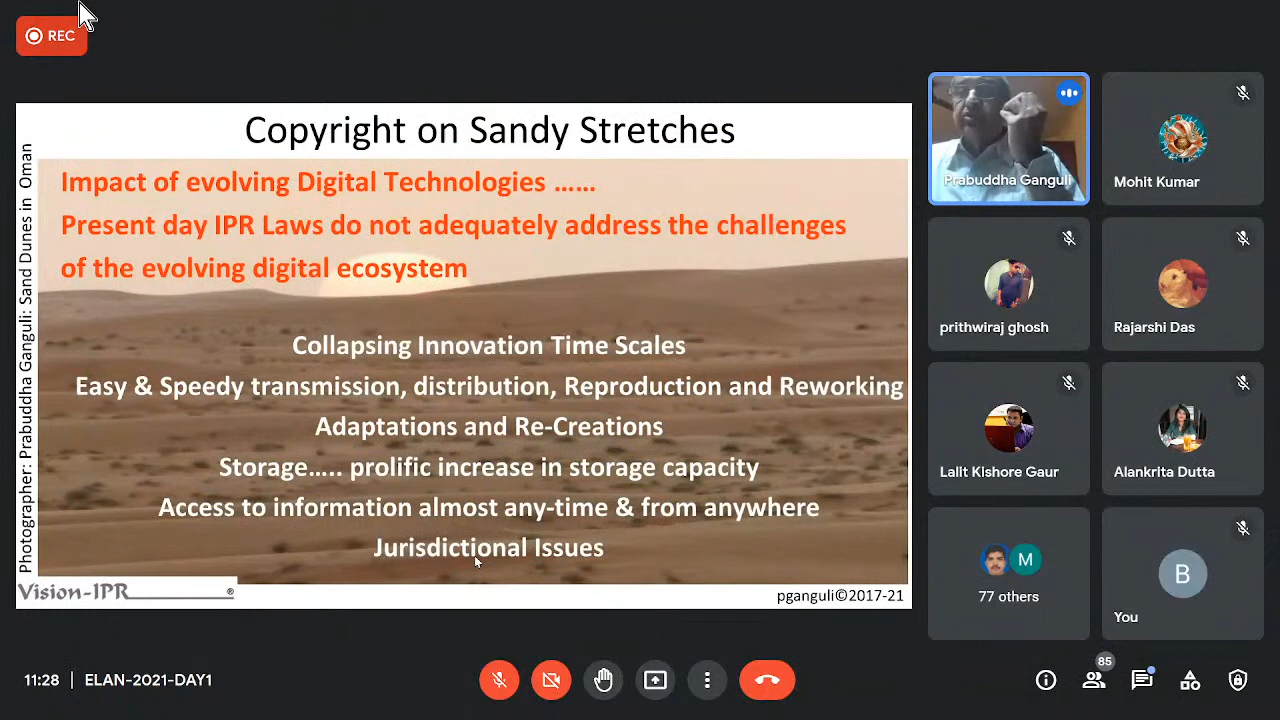 REC
Copyright on Sandy Stretches
Photographer: Prabuddha Ganguli: Sand Dunes in Oman
Impact of evolving Digital Technologies ……
Present day IPR Laws do not adequately address the challenges
of the evolving digital ecosystem
Collapsing Innovation Time Scales
Easy & Speedy transmission, distribution, Reproduction and Reworking
Adaptations and Re-Creations
Storage….. prolific increase in storage capacity
Access to information almost any-time & from anywhere
Jurisdictional Issues
Vision-IPR ®
pganguli©2017-21
Prabuddha Ganguli
Mohit Kumar
prithwiraj ghosh
Rajarshi Das
Lalit Kishore Gaur
Alankrita Dutta
M
77 others
B
You
11:28 | ELAN-2021-DAY1
85